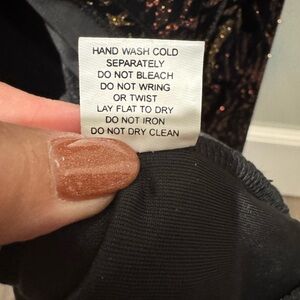 HAND WASH COLD
SEPARATELY
DO NOT BLEACH
DO NOT WRING
OR TWIST
LAY FLAT TO DRY
DO NOT IRON
DO NOT DRY CLEAN